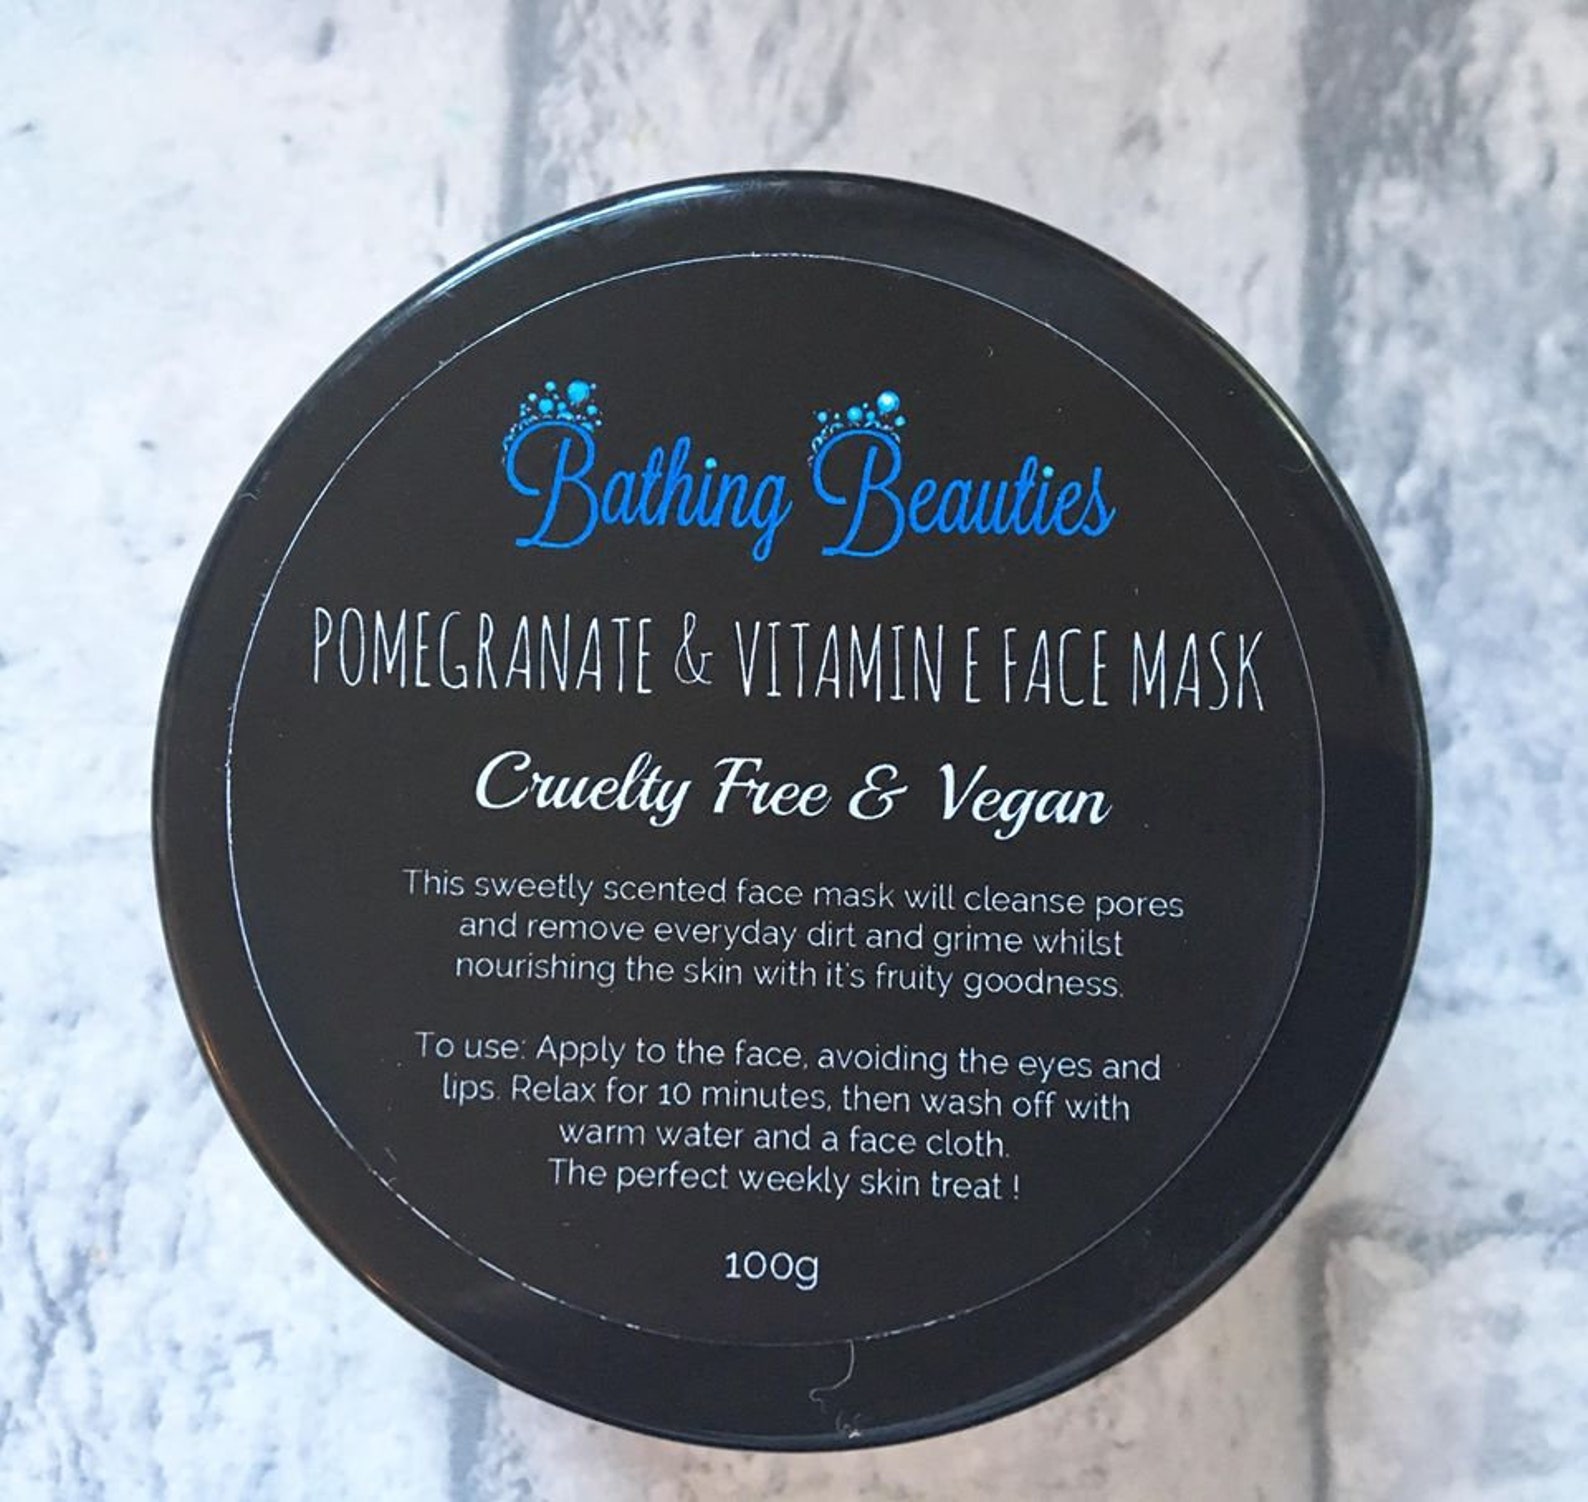 Bathing Beauties
POMEGRANATE & VITAMIN E FACE MASK
Cruelty Free & Vegan
This sweetly scented face mask will cleanse pores
and remove everyday dirt and grime whilst
nourishing the skin with it's fruity goodness.
To use: Apply to the face, avoiding the eyes and
lips. Relax for 10 minutes, then wash off with
warm water and a face cloth.
The perfect weekly skin treat !
100g